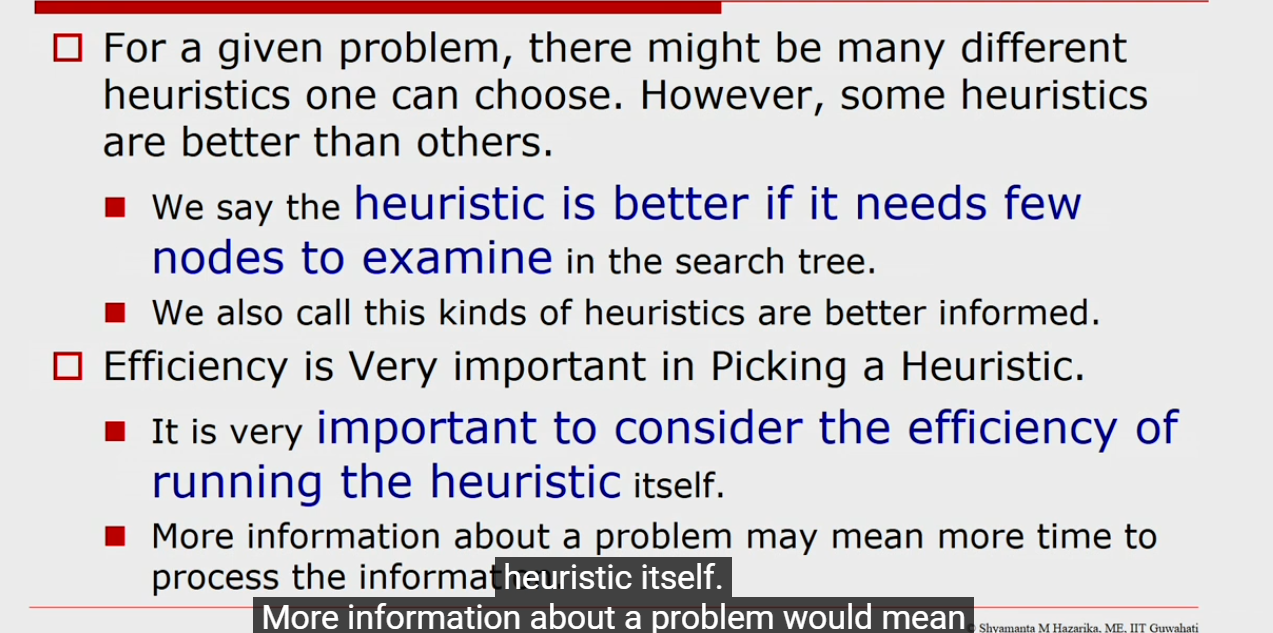 For a given problem, there might be many different
heuristics one can choose. However, some heuristics
are better than others.
We say the heuristic is better if it needs few
nodes to examine in the search tree.
We also call this kinds of heuristics are better informed.
Efficiency is Very important in Picking a Heuristic.
It is very important to consider the efficiency of
running the heuristic itself.
More information about a problem may mean more time to
process the
heuristic itself.
More information about a problem would mean
Shyamanta M Hazarika, ME, IIT Guwahati